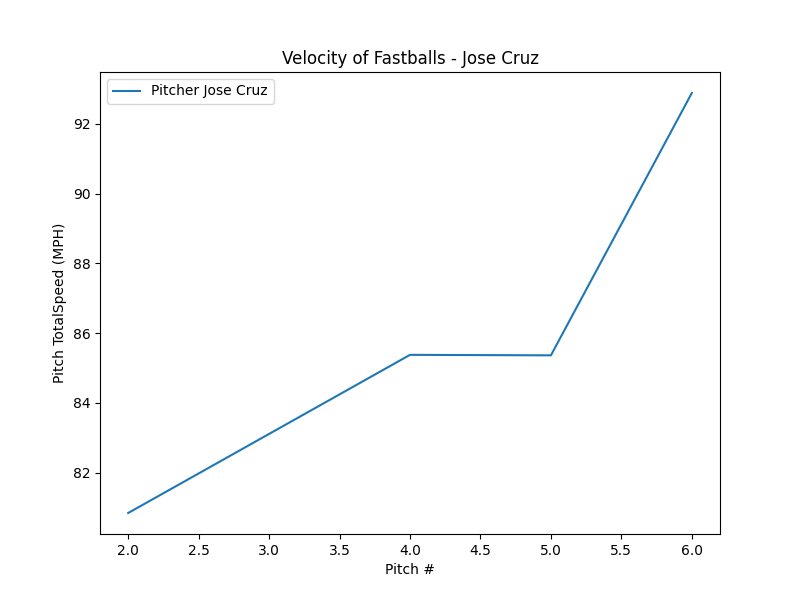 Velocity of Fastballs - Jose Cruz
Pitcher Jose Cruz
92
90
88
86
84
82
Pitch TotalSpeed (MPH)
2.0 2.5 3.0 3.5 4.0 4.5 5.0 5.5 6.0
Pitch #